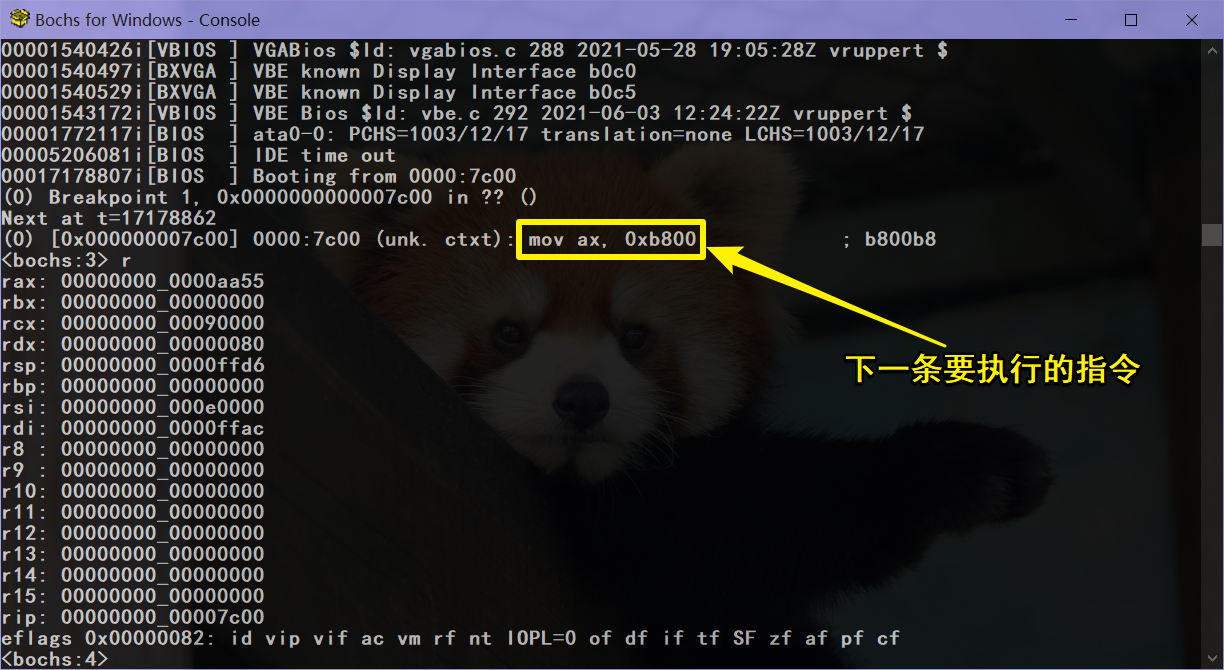 Bochs for Windows - Console
00001540426i[VBIOS ] VGABios $Id: vgabios.c 288 2021-05-28 19:05:28Z vruppert $
00001540497i[BXVGA ] VBE known Display Interface b0c0
00001540529i[BXVGA ] VBE known Display Interface b0c5
00001543172i[VBIOS ] VBE Bios $Id: vbe.c 292 2021-06-03 12:24:22Z vruppert $
00001772117i[BIOS  ] ata0-0: PCHS=1003/12/17 translation=none LCHS=1003/12/17
00005206081i[BIOS  ] IDE time out
00017178807i[BIOS  ] Booting from 0000:7c00
(0) Breakpoint 1, 0x0000000000007c00 in ?? ()
Next at t=17178862
(0) [0x000000007c00] 0000:7c00 (unk. ctxt): mov ax, 0xb800            ; b800b8
<bochs:3> r
rax: 00000000_0000aa55
rbx: 00000000_00000000
rcx: 00000000_00090000
rdx: 00000000_00000080
rsp: 00000000_0000ffd6
rbp: 00000000_00000000
rsi: 00000000_000e0000
下一条要执行的指令
rdi: 00000000_0000ffac
r8 : 00000000_00000000
r9 : 00000000_00000000
r10: 00000000_00000000
r11: 00000000_00000000
r12: 00000000_00000000
r13: 00000000_00000000
r14: 00000000_00000000
r15: 00000000_00000000
rip: 00000000_00007c00
eflags 0x00000082: id vip vif ac vm rf nt IOPL=0 of df if tf SF zf af pf cf
<bochs:4>